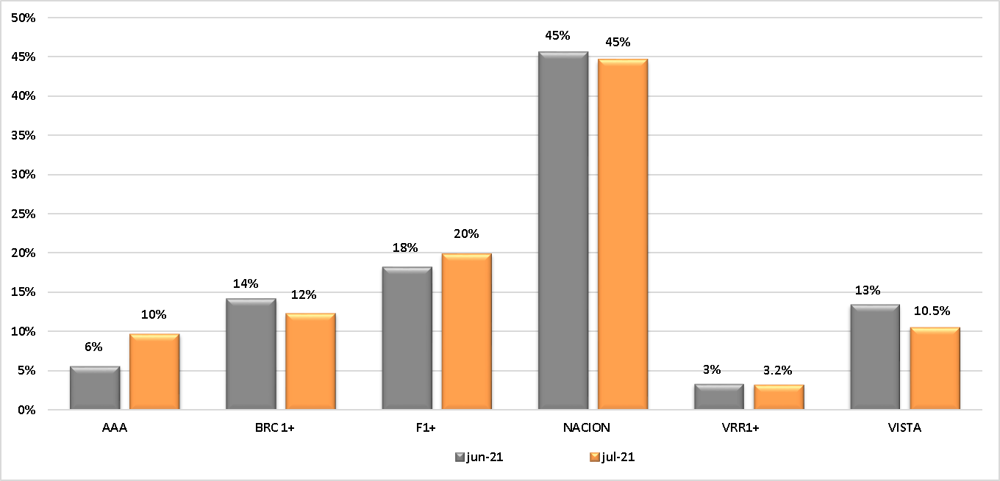 50%
45%
40%
35%
30%
25%
20%
15%
10%
5%
0%
6%
10%
14%
12%
18%
20%
45%
45%
3%
3.2%
13%
10.5%
AAA
BRC 1+
F1+
NACION
VRR1+
VISTA
jun-21
jul-21